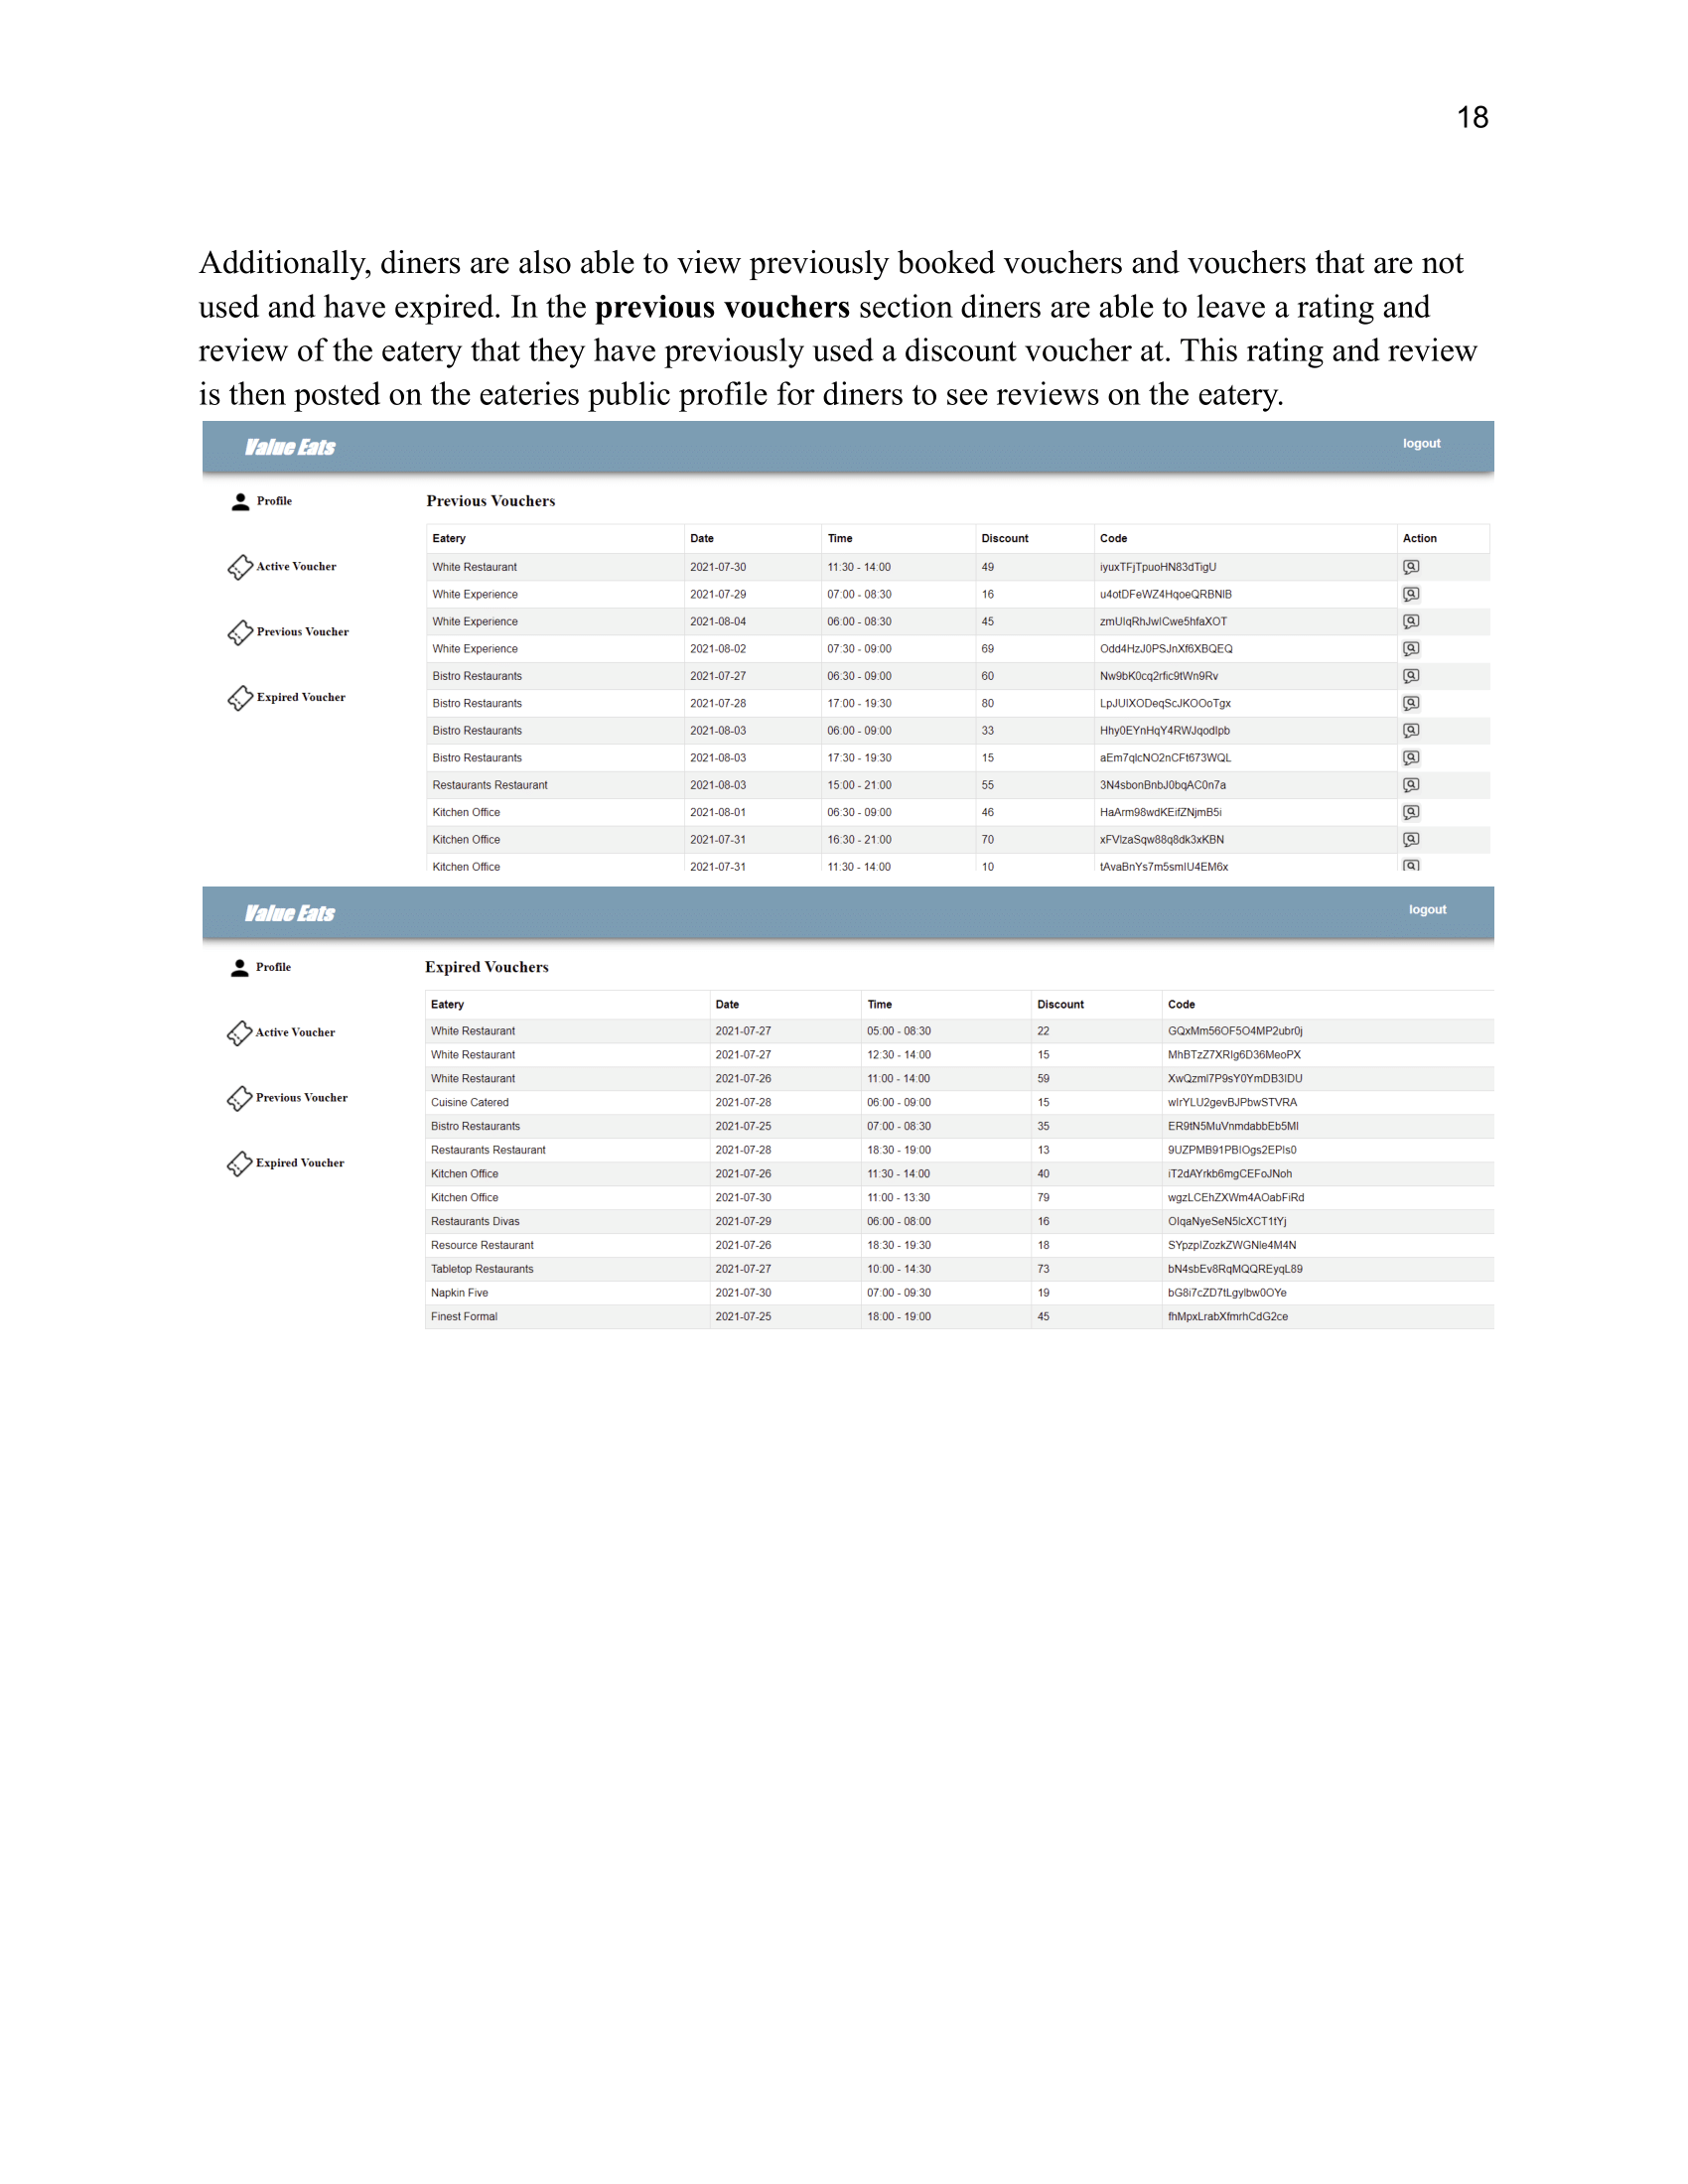 18
Additionally, diners are also able to view previously booked vouchers and vouchers that are not
used and have expired. In the previous vouchers section diners are able to leave a rating and
review of the eatery that they have previously used a discount voucher at. This rating and review
is then posted on the eateries public profile for diners to see reviews on the eatery.
Value Eats logout
Profile
Active Voucher
Previous Voucher
Expired Voucher
Previous Vouchers
Eatery Date Time Discount Code Action
White Restaurant 2021-07-30 11:30 - 14:00 49 iyuxTFjTpuoHN83dTigU
White Experience 2021-07-29 07:00 - 08:30 16 u4otDFeWZ4HqoeQRBNIB
White Experience 2021-08-04 06:00 - 08:30 45 zmUIqRhJwICwe5hfaXOT
White Experience 2021-08-02 07:30 - 09:00 69 Odd4HzJ0PSJnXf6XBQEQ
Bistro Restaurants 2021-07-27 06:30 - 09:00 60 Nw9bK0cq2rfic9tWn9Rv
Bistro Restaurants 2021-07-28 17:00 - 19:30 80 LpJUIXODeqScJKOOoTgx
Bistro Restaurants 2021-08-03 06:00 - 09:00 33 Hhy0EYnHqY4RWJqodlpb
Bistro Restaurants 2021-08-03 17:30 - 19:30 15 aEm7qlcNO2nCFt673WQL
Restaurants Restaurant 2021-08-03 15:00 - 21:00 55 3N4sbonBnbJ0bqAC0n7a
Kitchen Office 2021-08-01 06:30 - 09:00 46 HaArm98wdKEifZNjmB5i
Kitchen Office 2021-07-31 16:30 - 21:00 70 xFVlzaSqw88q8dk3xKBN
Kitchen Office 2021-07-31 11:30 - 14:00 10 tAvaBnYs7m5smIU4EM6x
Value Eats logout
Profile
Active Voucher
Previous Voucher
Expired Voucher
Expired Vouchers
Eatery Date Time Discount Code
White Restaurant 2021-07-27 05:00 - 08:30 22 GQxMm56OF5O4MP2ubr0j
White Restaurant 2021-07-27 12:30 - 14:00 15 MhBTzZ7XRIg6D36MeoPX
White Restaurant 2021-07-26 11:00 - 14:00 59 XwQzmI7P9sY0YmDB3IDU
Cuisine Catered 2021-07-28 06:00 - 09:00 15 wIrYLU2gevBJPbwSTVRA
Bistro Restaurants 2021-07-25 07:00 - 08:30 35 ER9tN5MuVnmdabbEb5MI
Restaurants Restaurant 2021-07-28 18:30 - 19:00 13 9UZPMB91PBIOgs2EPIs0
Kitchen Office 2021-07-26 11:30 - 14:00 40 iT2dAYrkb6mgCEFoJNoh
Kitchen Office 2021-07-30 11:00 - 13:30 79 wgzLCEhZXWm4AOabFiRd
Restaurants Divas 2021-07-29 06:00 - 08:00 16 OIqaNyeSeN5IcXCT1tYj
Resource Restaurant 2021-07-26 18:30 - 19:30 18 SYpzpIZozkZWGNle4M4N
Tabletop Restaurants 2021-07-27 10:00 - 14:30 73 bN4sbEv8RqMQQREyqL89
Napkin Five 2021-07-30 07:00 - 09:30 19 bG8i7cZD7tLgylbw0OYe
Finest Formal 2021-07-25 18:00 - 19:00 45 fhMpxLrabXfmrhCdG2ce